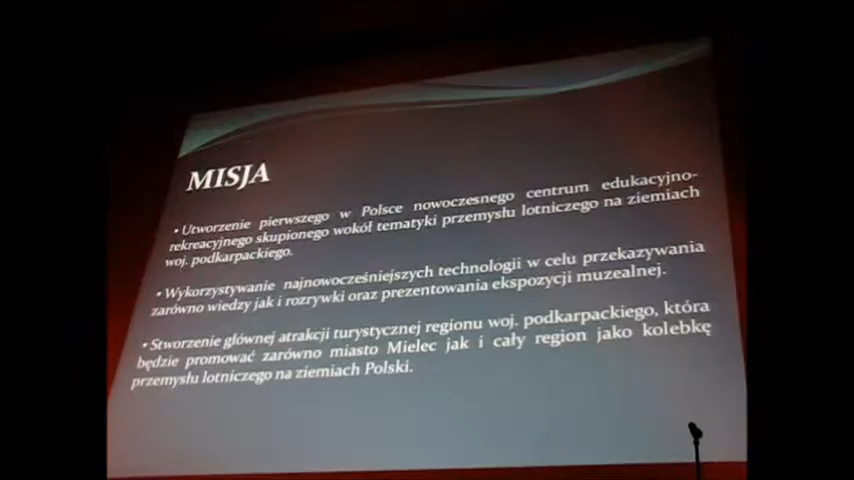 MISJA
• Utworzenie pierwszego w Polsce nowoczesnego centrum edukacyjno-
rekreacyjnego skupionego wokół tematyki przemysłu lotniczego na ziemiach
woj. podkarpackiego.
• Wykorzystywanie najnowocześniejszych technologii w celu przekazywania
zarówno wiedzy jak i rozrywki oraz prezentowania ekspozycji muzealnej.
• Stworzenie głównej atrakcji turystycznej regionu woj. podkarpackiego, która
będzie promować zarówno miasto Mielec jak i cały region jako kolebkę
przemysłu lotniczego na ziemiach Polski.